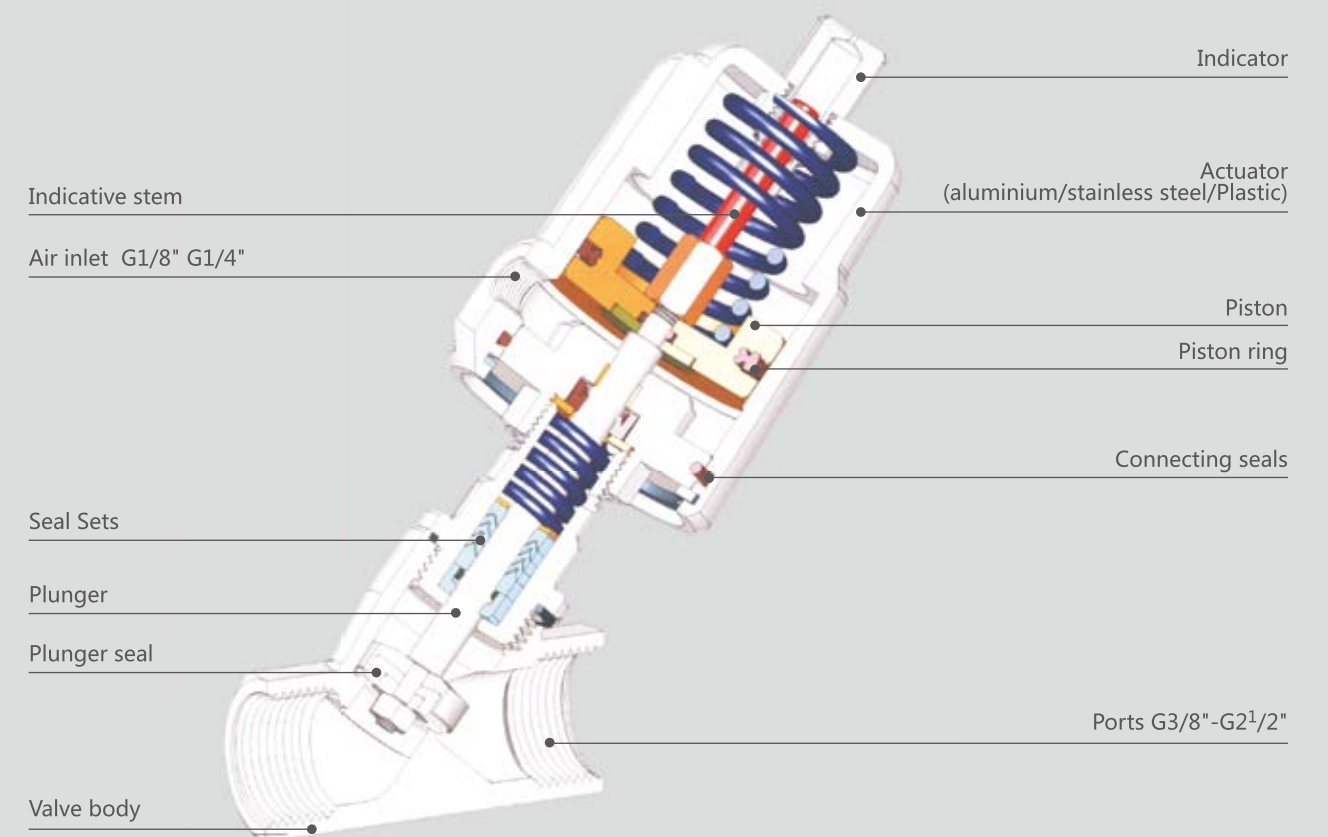 Indicator
Actuator
(aluminium/stainless steel/Plastic)
Indicative stem
Air inlet G1/8" G1/4"
Piston
Piston ring
Connecting seals
Seal Sets
Plunger
Plunger seal
Ports G3/8"-G2¹/2"
Valve body